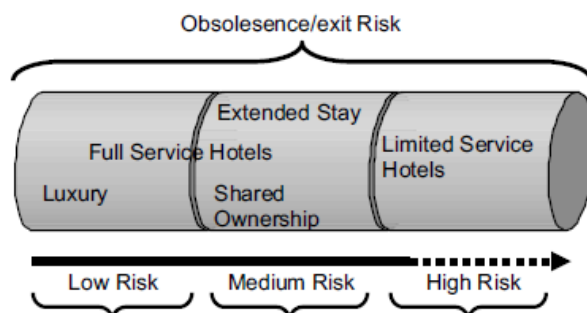 Obsolesence/exit Risk
Extended Stay
Full Service Hotels
Limited Service
Hotels
Luxury
Shared
Ownership
Low Risk
Medium Risk
High Risk